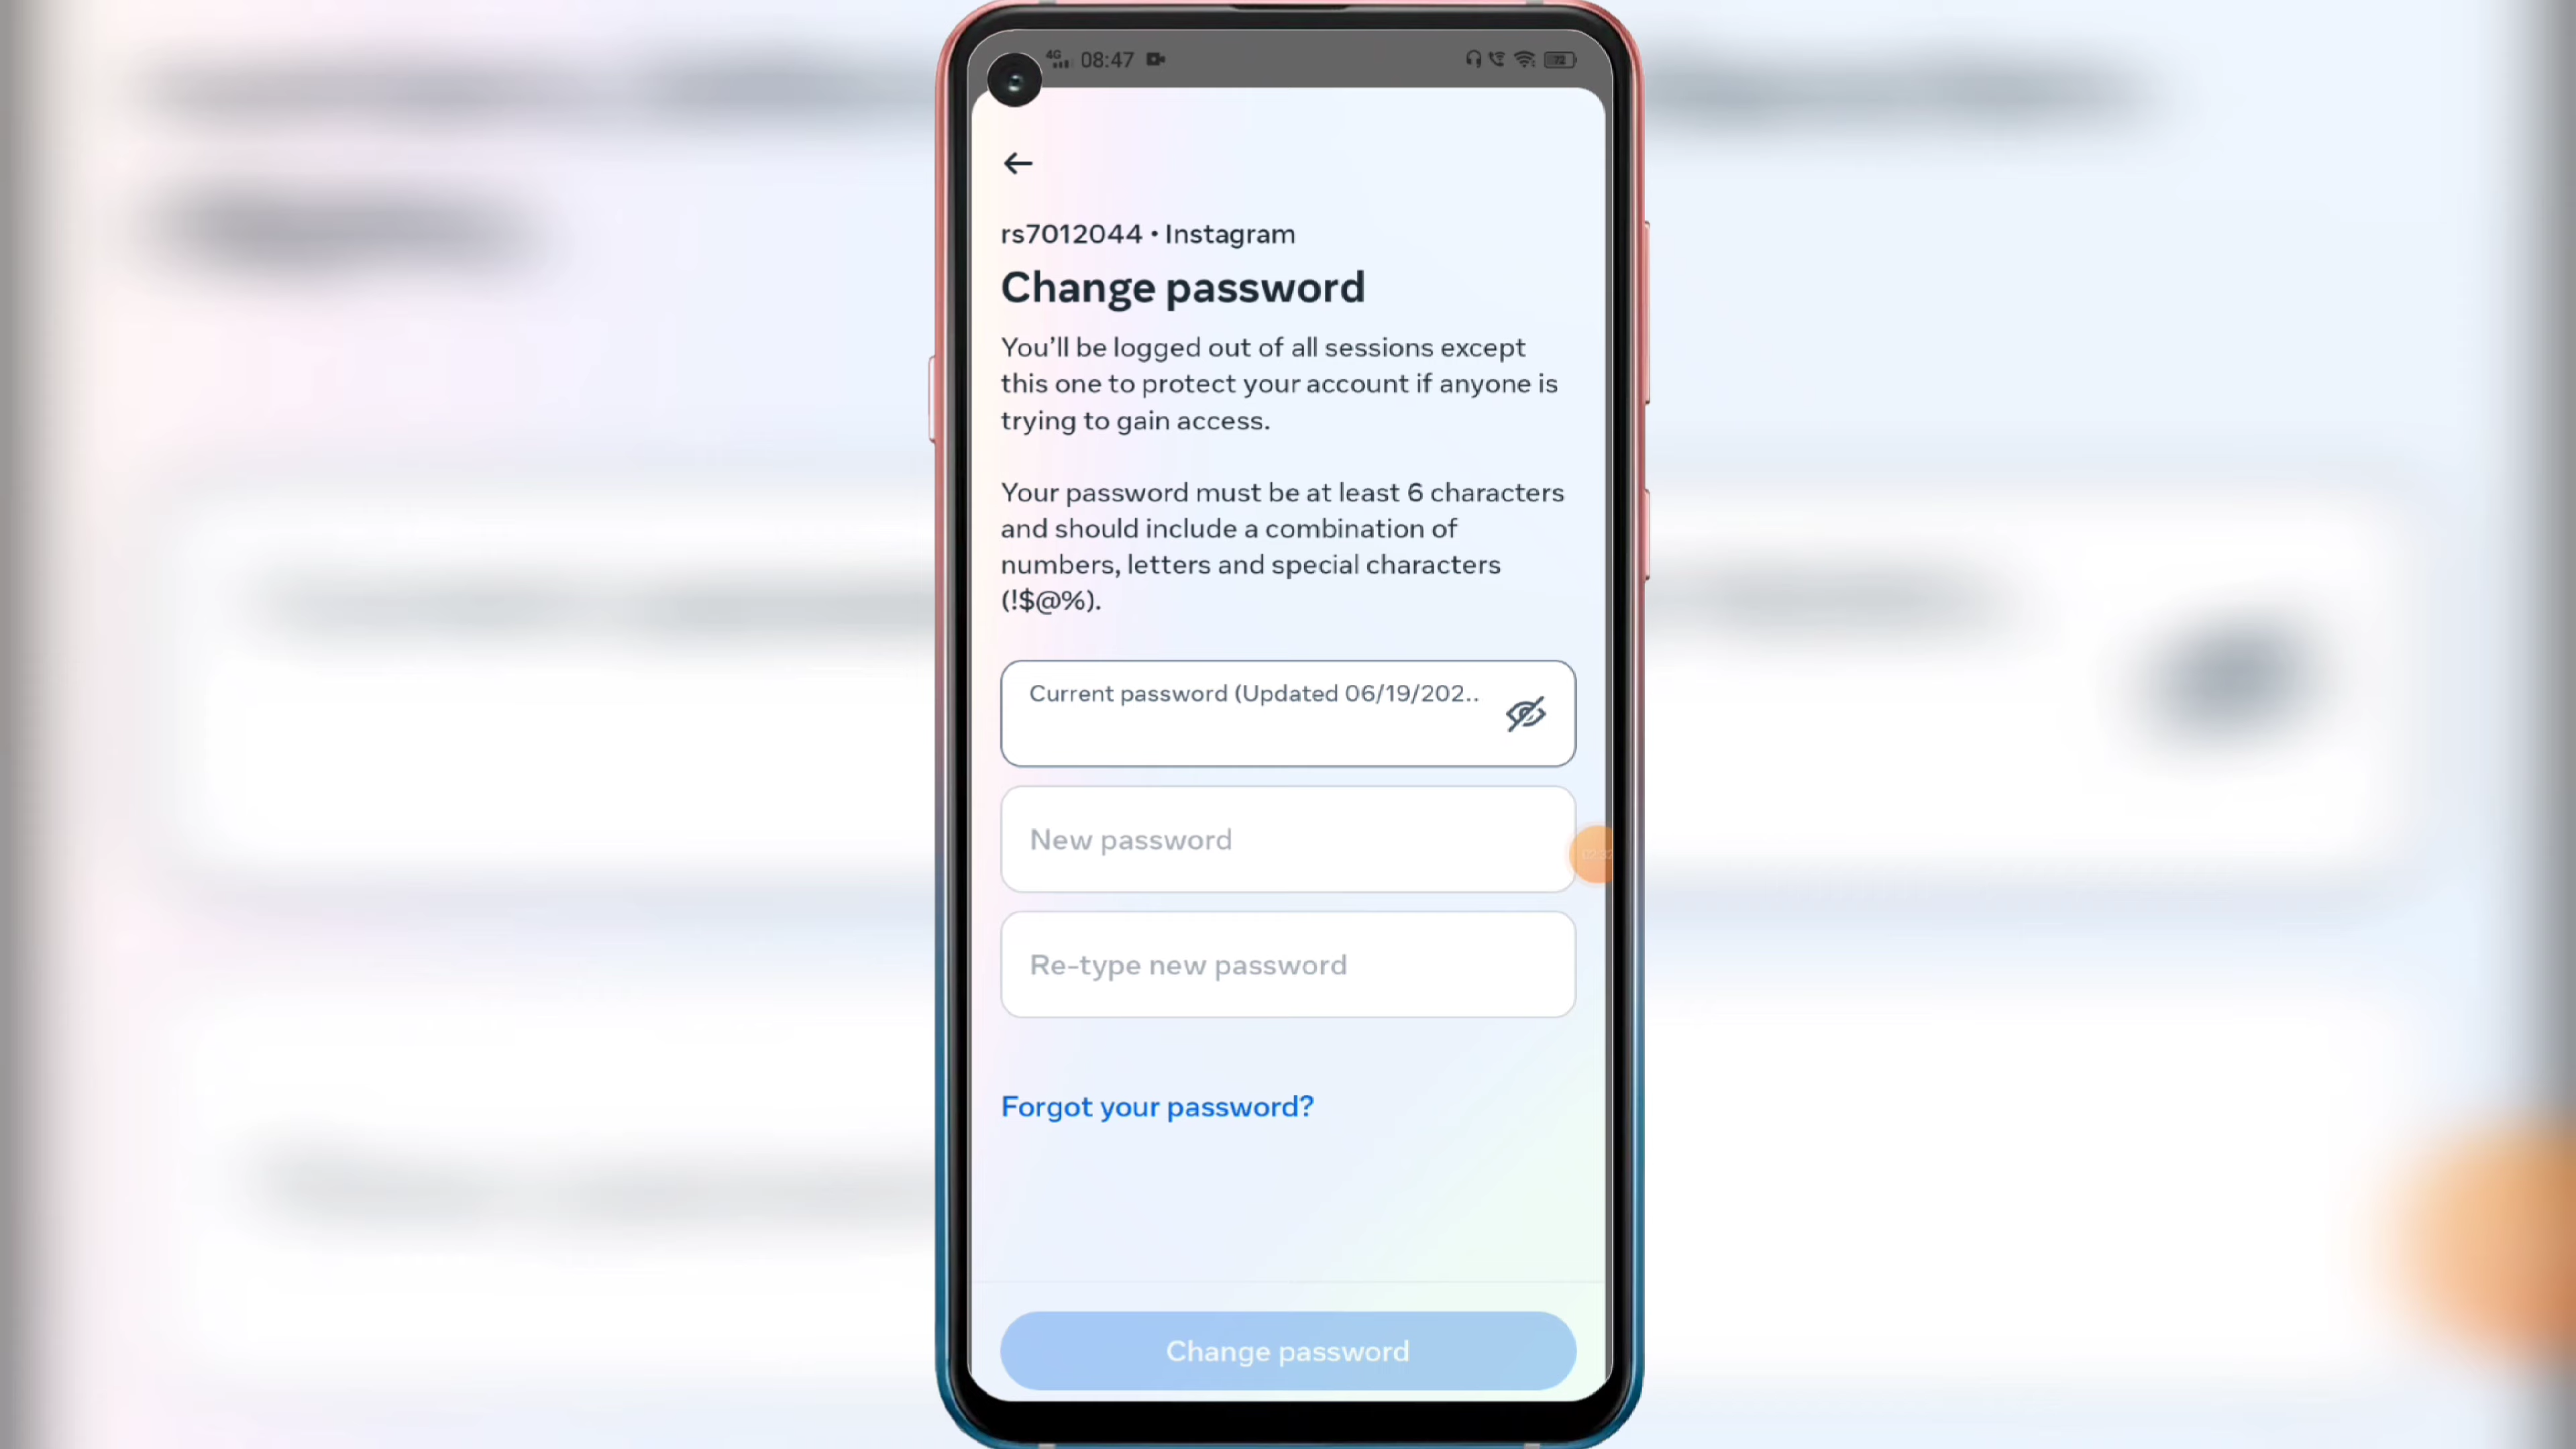 4G 08:47 72
rs7012044 • Instagram
Change password
You'll be logged out of all sessions except
this one to protect your account if anyone is
trying to gain access.
Your password must be at least 6 characters
and should include a combination of
numbers, letters and special characters
(!$@%).
Current password (Updated 06/19/202..
New password
Re-type new password
Forgot your password?
Change password